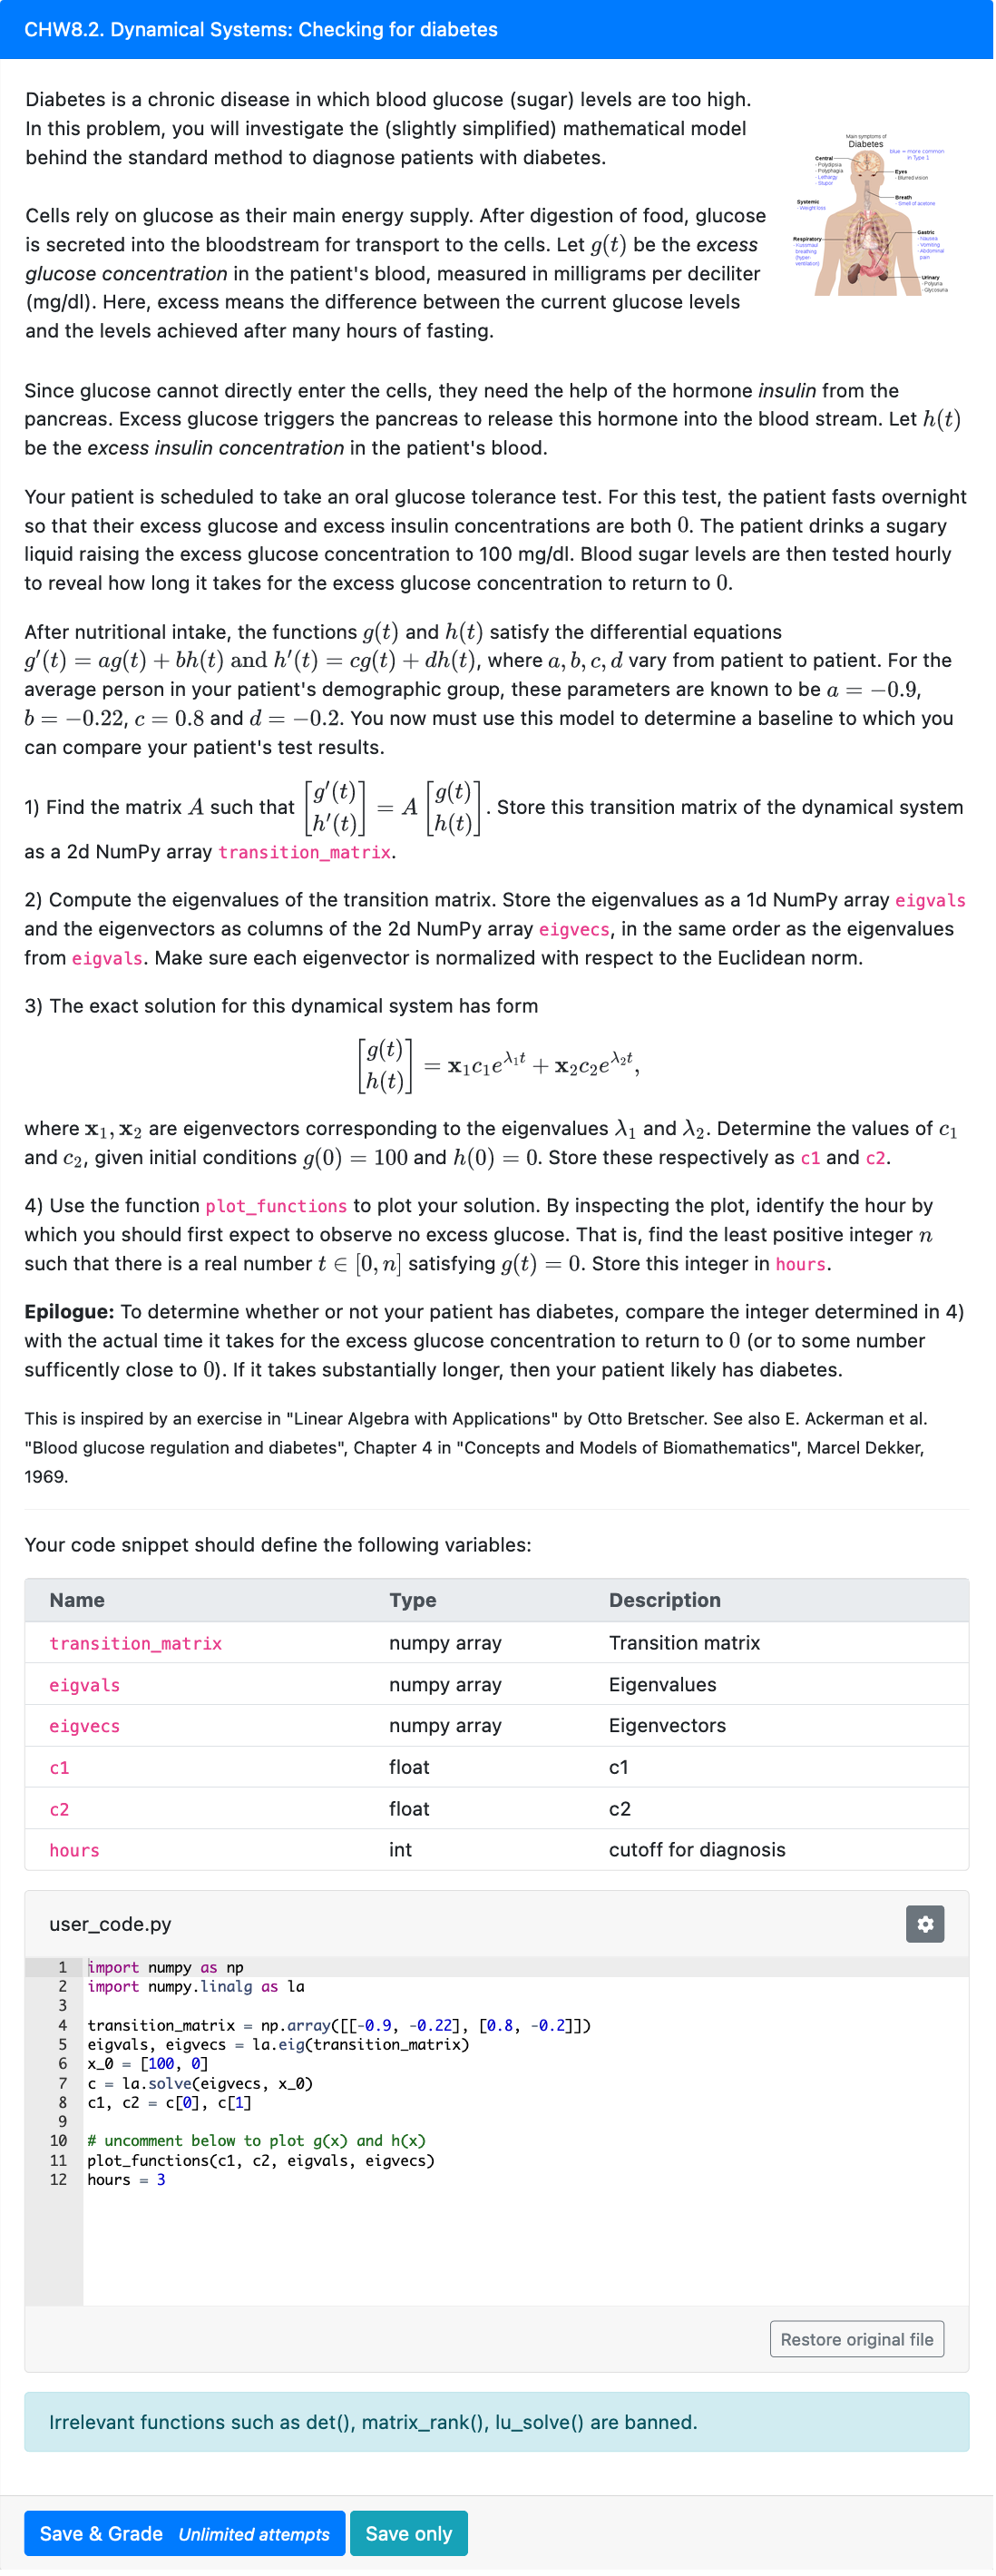 CHW8.2. Dynamical Systems: Checking for diabetes
Diabetes is a chronic disease in which blood glucose (sugar) levels are too high.
In this problem, you will investigate the (slightly simplified) mathematical model
behind the standard method to diagnose patients with diabetes.
Main symptoms of
Diabetes
blue = more common
in Type 1
Central
- Polydipsia
- Polyphagia
- Lethargy
- Stupor
Eyes
- Blurred vision
Breath
- Smell of acetone
Systemic
- Weight loss
Respiratory
- Kussmaul
breathing
(hyper-
ventilation)
Gastric
- Nausea
- Vomiting
- Abdominal
pain
Urinary
- Polyuria
- Glycosuria
Cells rely on glucose as their main energy supply. After digestion of food, glucose
is secreted into the bloodstream for transport to the cells. Let g(t) be the excess
glucose concentration in the patient's blood, measured in milligrams per deciliter
(mg/dl). Here, excess means the difference between the current glucose levels
and the levels achieved after many hours of fasting.
Since glucose cannot directly enter the cells, they need the help of the hormone insulin from the
pancreas. Excess glucose triggers the pancreas to release this hormone into the blood stream. Let h(t)
be the excess insulin concentration in the patient's blood.
Your patient is scheduled to take an oral glucose tolerance test. For this test, the patient fasts overnight
so that their excess glucose and excess insulin concentrations are both 0. The patient drinks a sugary
liquid raising the excess glucose concentration to 100 mg/dl. Blood sugar levels are then tested hourly
to reveal how long it takes for the excess glucose concentration to return to 0.
After nutritional intake, the functions g(t) and h(t) satisfy the differential equations
g′(t) = ag(t) + bh(t) and h′(t) = cg(t) + dh(t), where a, b, c, d vary from patient to patient. For the
average person in your patient's demographic group, these parameters are known to be a = −0.9,
b = −0.22, c = 0.8 and d = −0.2. You now must use this model to determine a baseline to which you
can compare your patient's test results.
1) Find the matrix A such that [g′(t) h′(t)] = A [g(t) h(t)]. Store this transition matrix of the dynamical system
as a 2d NumPy array transition_matrix.
2) Compute the eigenvalues of the transition matrix. Store the eigenvalues as a 1d NumPy array eigvals
and the eigenvectors as columns of the 2d NumPy array eigvecs, in the same order as the eigenvalues
from eigvals. Make sure each eigenvector is normalized with respect to the Euclidean norm.
3) The exact solution for this dynamical system has form
[g(t) h(t)] = x₁c₁e^{λ₁t} + x₂c₂e^{λ₂t},
where x₁, x₂ are eigenvectors corresponding to the eigenvalues λ₁ and λ₂. Determine the values of c₁
and c₂, given initial conditions g(0) = 100 and h(0) = 0. Store these respectively as c1 and c2.
4) Use the function plot_functions to plot your solution. By inspecting the plot, identify the hour by
which you should first expect to observe no excess glucose. That is, find the least positive integer n
such that there is a real number t ∈ [0, n] satisfying g(t) = 0. Store this integer in hours.
Epilogue: To determine whether or not your patient has diabetes, compare the integer determined in 4)
with the actual time it takes for the excess glucose concentration to return to 0 (or to some number
sufficently close to 0). If it takes substantially longer, then your patient likely has diabetes.
This is inspired by an exercise in "Linear Algebra with Applications" by Otto Bretscher. See also E. Ackerman et al.
"Blood glucose regulation and diabetes", Chapter 4 in "Concepts and Models of Biomathematics", Marcel Dekker,
1969.
Your code snippet should define the following variables:
Name Type Description
transition_matrix numpy array Transition matrix
eigvals numpy array Eigenvalues
eigvecs numpy array Eigenvectors
c1 float c1
c2 float c2
hours int cutoff for diagnosis
user_code.py
1 import numpy as np
2 import numpy.linalg as la
3
4 transition_matrix = np.array([[-0.9, -0.22], [0.8, -0.2]])
5 eigvals, eigvecs = la.eig(transition_matrix)
6 x_0 = [100, 0]
7 c = la.solve(eigvecs, x_0)
8 c1, c2 = c[0], c[1]
9
10 # uncomment below to plot g(x) and h(x)
11 plot_functions(c1, c2, eigvals, eigvecs)
12 hours = 3
Restore original file
Irrelevant functions such as det(), matrix_rank(), lu_solve() are banned.
Save & Grade Unlimited attempts
Save only